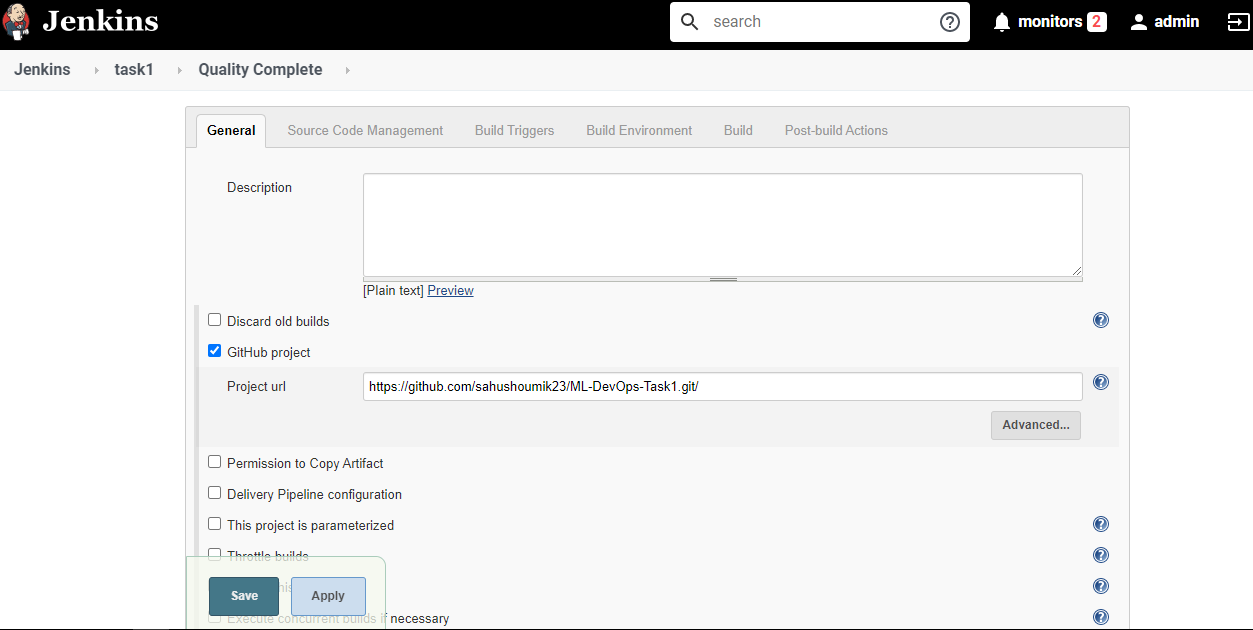 Jenkins
search
monitors 2
admin
Jenkins task1 Quality Complete
General Source Code Management Build Triggers Build Environment Build Post-build Actions
Description
[Plain text] Preview
Discard old builds
GitHub project
Project url https://github.com/sahushoumik23/ML-DevOps-Task1.git/
Advanced...
Permission to Copy Artifact
Delivery Pipeline configuration
This project is parameterized
Throttle builds
Save Apply
Execute concurrent builds if necessary